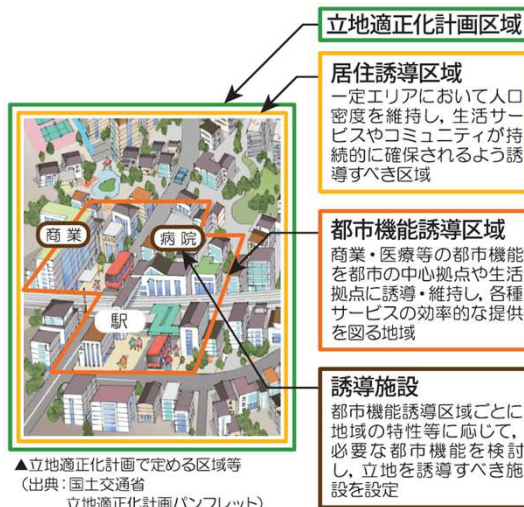 立地適正化計画区域
居住誘導区域
一定エリアにおいて人口
密度を維持し，生活サー
ビスやコミュニティが持
続的に確保されるよう誘
導すべき区域
商業
病院
駅
都市機能誘導区域
商業・医療等の都市機能
を都市の中心拠点や生活
拠点に誘導・維持し，各種
サービスの効率的な提供
を図る地域
誘導施設
都市機能誘導区域ごとに
地域の特性等に応じて，
必要な都市機能を検討
し，立地を誘導すべき施
設を設定
▲立地適正化計画で定める区域等
（出典：国土交通省
立地適正化計画パンフレット）